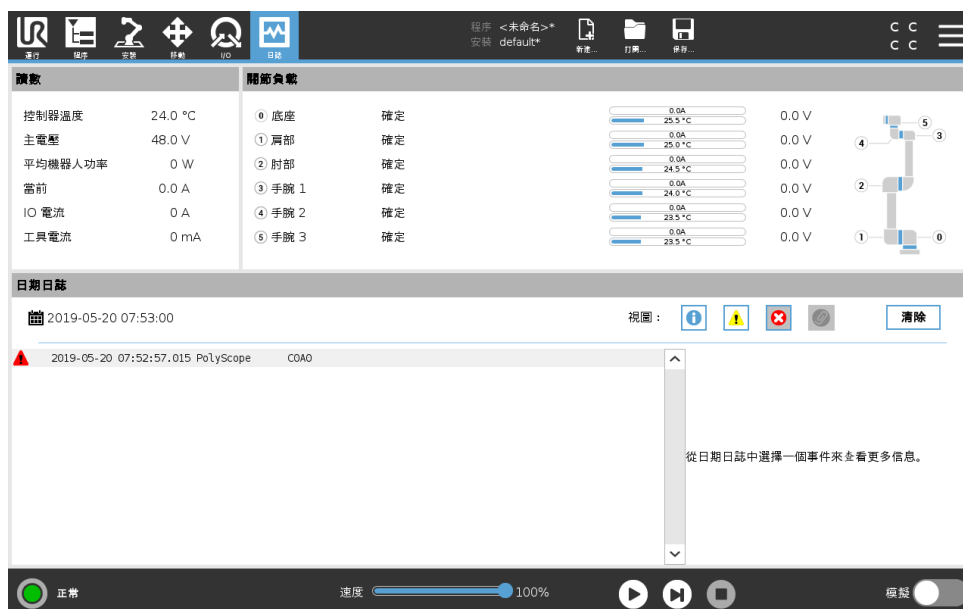 程序 <未命名>*
安裝 default*
運行 程序 安裝 移動 I/O 日誌
新建... 打開... 保存...
C C
C C
讀數
控制器溫度 24.0 °C
主電壓 48.0 V
平均機器人功率 0 W
當前 0.0 A
IO 電流 0 A
工具電流 0 mA
關節負載
0 底座 確定 0.0A 25.5 °C 0.0 V
1 肩部 確定 0.0A 25.0 °C 0.0 V
2 肘部 確定 0.0A 24.5 °C 0.0 V
3 手腕 1 確定 0.0A 24.0 °C 0.0 V
4 手腕 2 確定 0.0A 23.5 °C 0.0 V
5 手腕 3 確定 0.0A 23.5 °C 0.0 V
5
3
4
2
1 0
日期日誌
2019-05-20 07:53:00
視圖：
清除
2019-05-20 07:52:57.015 PolyScope C0A0
從日期日誌中選擇一個事件來查看更多信息。
正常
速度 100%
模擬